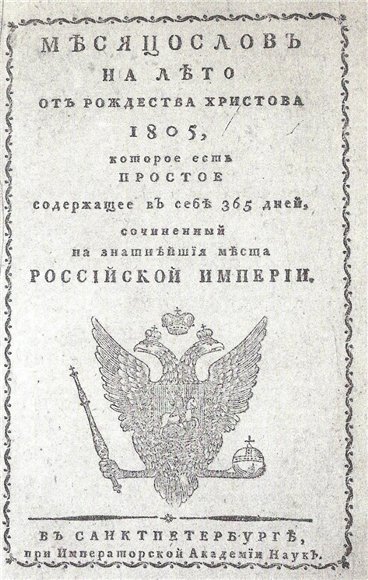 МѢСЯЦОСЛОВЪ
НА ЛѢТО
ОТЪ РОЖДЕСТВА ХРИСТОВА
1805,
которое есть
ПРОСТОЕ
содержащее въ себѣ 365 дней,
сочиненный
на знатнѣйшія мѣста
РОССІЙСКОЙ ИМПЕРІИ.
ВЪ САНКТПЕТЕРБУРГѢ,
при Императорской Академіи Наукъ.